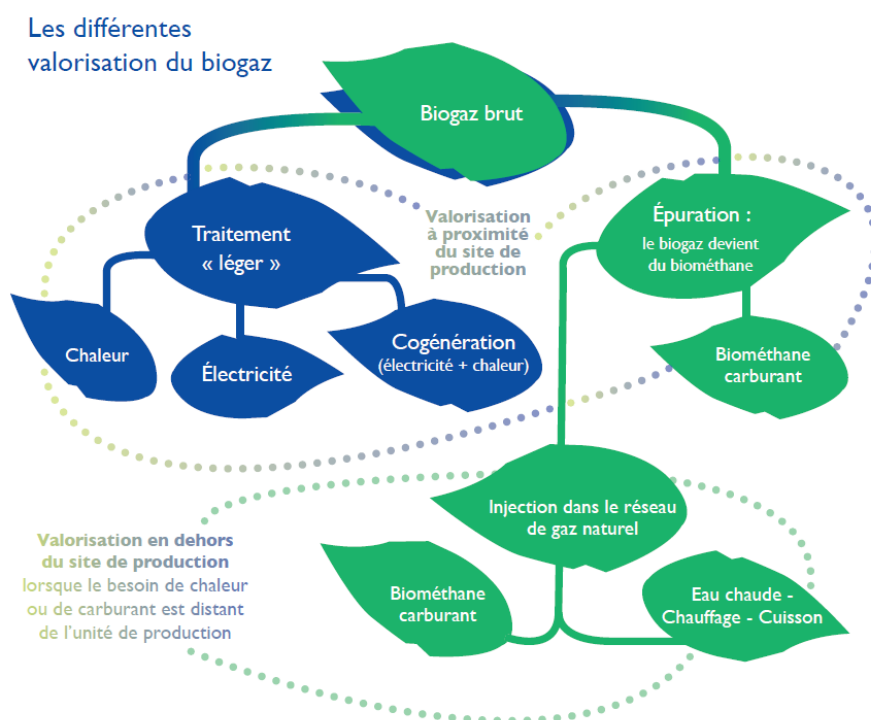 Les différentes
valorisation du biogaz
Biogaz brut
Traitement
« léger »
Valorisation
à proximité
du site de
production
Épuration :
le biogaz devient
du biométhane
Chaleur
Électricité
Cogénération
(électricité + chaleur)
Biométhane
carburant
Injection dans le réseau
de gaz naturel
Valorisation en dehors
du site de production
lorsque le besoin de chaleur
ou de carburant est distant
de l'unité de production
Biométhane
carburant
Eau chaude -
Chauffage - Cuisson